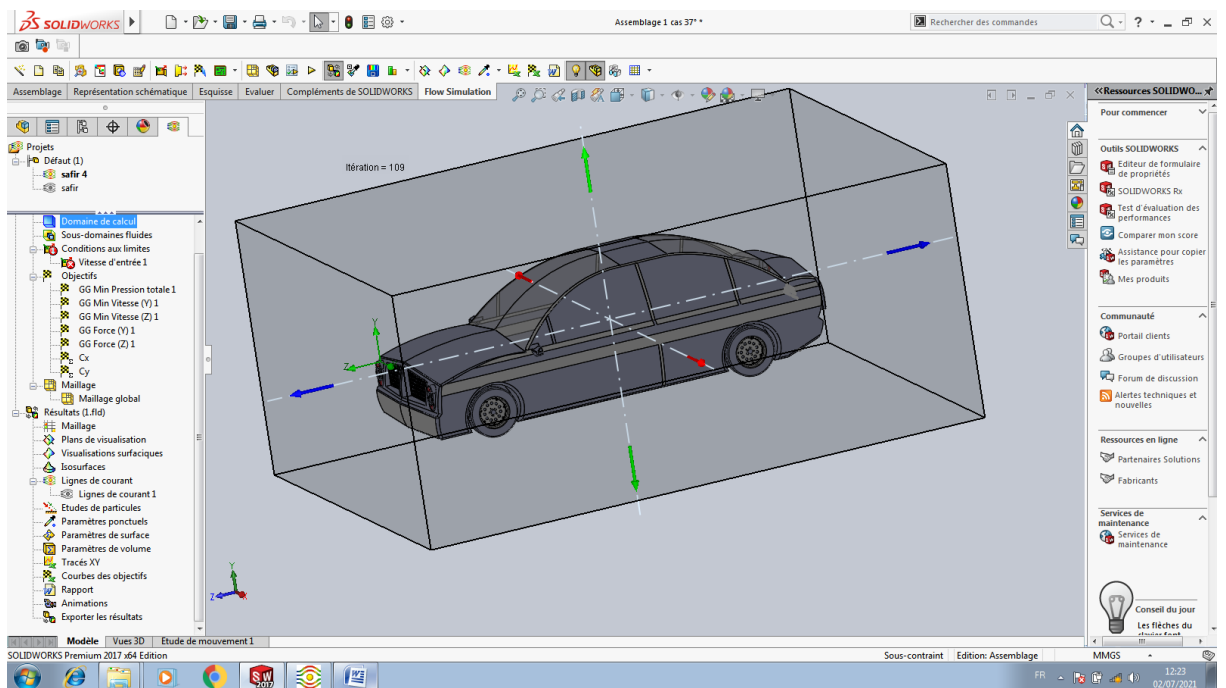 SOLIDWORKS
Assemblage 1 cas 37* *
Rechercher des commandes
Assemblage
Représentation schématique
Esquisse
Evaluer
Compléments de SOLIDWORKS
Flow Simulation
Projets
Défaut (1)
safir 4
safir
Domaine de calcul
Sous-domaines fluides
Conditions aux limites
Vitesse d'entrée 1
Objectifs
GG Min Pression totale 1
GG Min Vitesse (Y) 1
GG Min Vitesse (Z) 1
GG Force (Y) 1
GG Force (Z) 1
Cx
Cy
Maillage
Maillage global
Résultats (1.fld)
Maillage
Plans de visualisation
Visualisations surfaciques
Isosurfaces
Lignes de courant
Lignes de courant 1
Etudes de particules
Paramètres ponctuels
Paramètres de surface
Paramètres de volume
Tracés XY
Courbes des objectifs
Rapport
Animations
Exporter les résultats
Itération = 109
Y
Z
Y
Z
Ressources SOLIDWO...
Pour commencer
Outils SOLIDWORKS
Editeur de formulaire
de propriétés
SOLIDWORKS Rx
Test d'évaluation des
performances
Comparer mon score
Assistance pour copier
les paramètres
Mes produits
Communauté
Portail clients
Groupes d'utilisateurs
Forum de discussion
Alertes techniques et
nouvelles
Ressources en ligne
Partenaires Solutions
Fabricants
Services de
maintenance
Services de
maintenance
Conseil du jour
Les flèches du
Modèle
Vues 3D
Etude de mouvement 1
SOLIDWORKS Premium 2017 x64 Edition
Sous-contraint
Edition: Assemblage
MMGS
SW
2017
FR
12:23
02/07/2021